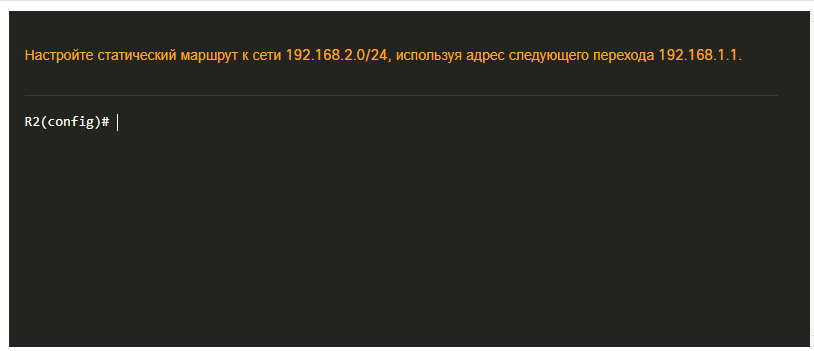 Настройте статический маршрут к сети 192.168.2.0/24, используя адрес следующего перехода 192.168.1.1.
R2(config)#